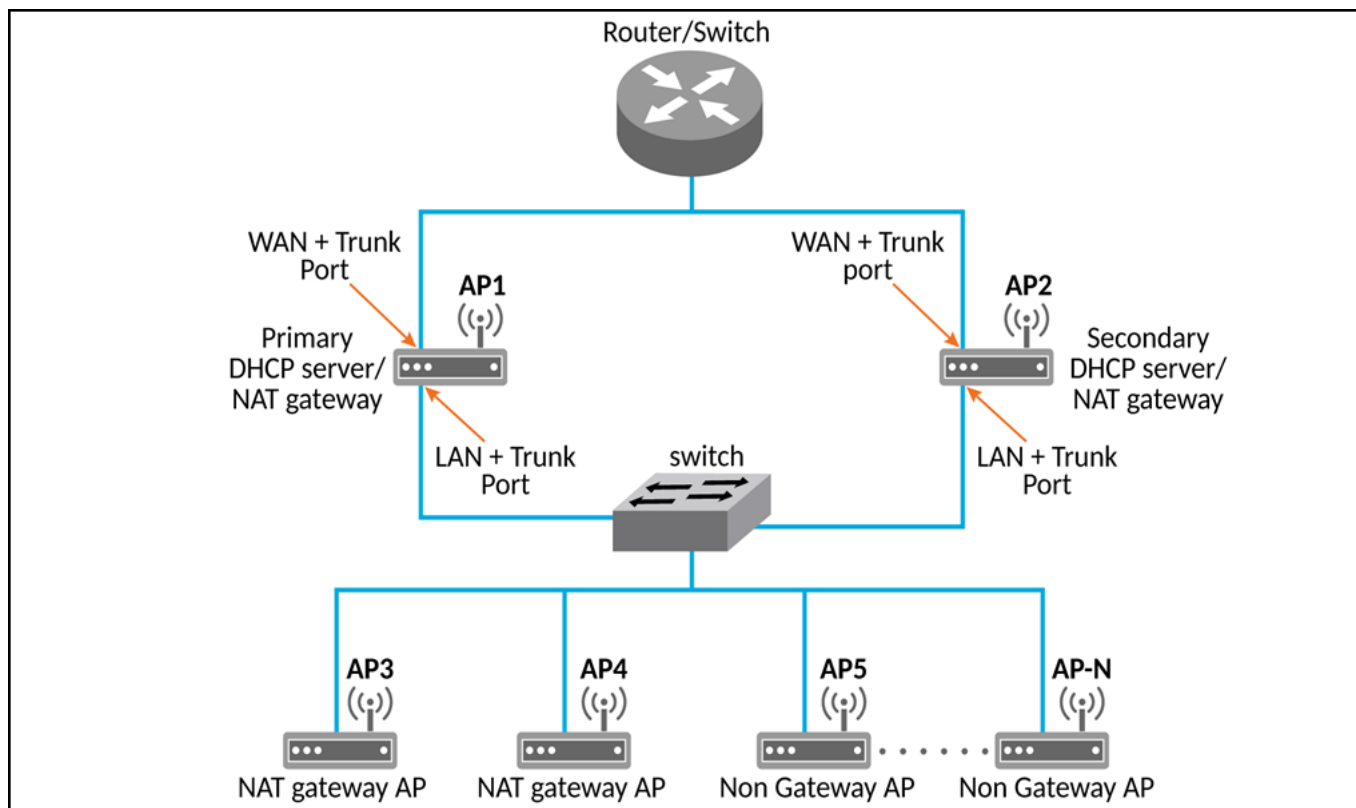 Router/Switch
WAN + Trunk
Port
AP1
Primary
DHCP server/
NAT gateway
LAN + Trunk
Port
WAN + Trunk
port
AP2
Secondary
DHCP server/
NAT gateway
LAN + Trunk
Port
switch
AP3
NAT gateway AP
AP4
NAT gateway AP
AP5
Non Gateway AP
AP-N
Non Gateway AP